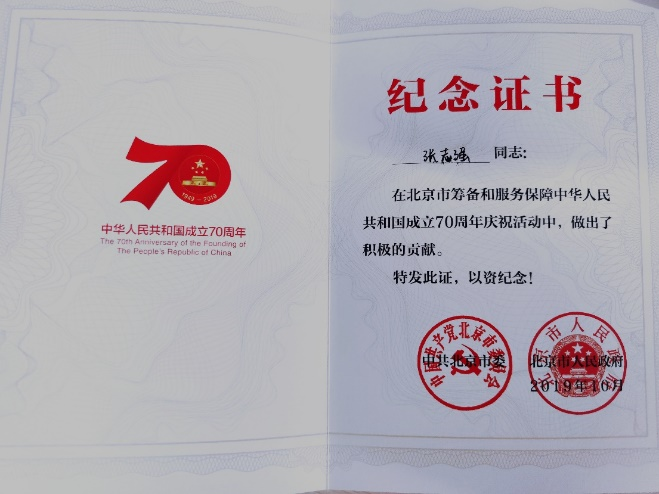 1949-2019
中华人民共和国成立70周年
The 70th Anniversary of the Founding of
The People's Republic of China
纪念证书
张志强 同志:
在北京市筹备和服务保障中华人民
共和国成立70周年庆祝活动中，做出了
积极的贡献。
特发此证，以资纪念！
中国共产党北京市委员会
中共北京市委
北京市人民政府
北京市人民政府
2019年10月